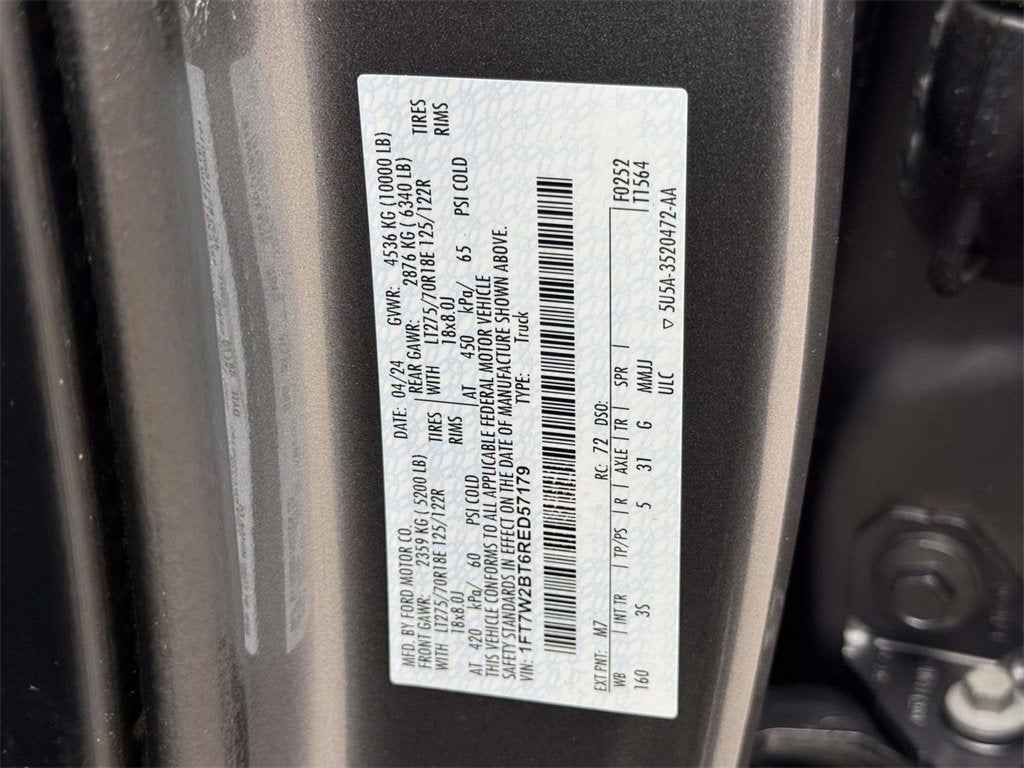 MFD. BY FORD MOTOR CO. DATE: 04/24 GVWR: 4536 KG (10000 LB)
FRONT GAWR: 2359 KG ( 5200 LB) REAR GAWR: 2876 KG ( 6340 LB)
WITH LT275/70R18E 125/122R TIRES WITH LT275/70R18E 125/122R TIRES
18x8.0J RIMS 18x8.0J RIMS
AT 420 kPa/ 60 PSI COLD AT 450 kPa/ 65 PSI COLD
THIS VEHICLE CONFORMS TO ALL APPLICABLE FEDERAL MOTOR VEHICLE
SAFETY STANDARDS IN EFFECT ON THE DATE OF MANUFACTURE SHOWN ABOVE.
VIN: 1FT7W2BT6RED57179 TYPE: Truck
F0252
EXT PNT: M7 RC: 72 DSO: T1564
WB INT TR TP/PS R AXLE TR SPR
160 3S 5 31 G MMJJ
ULC 5U5A-3520472-AA